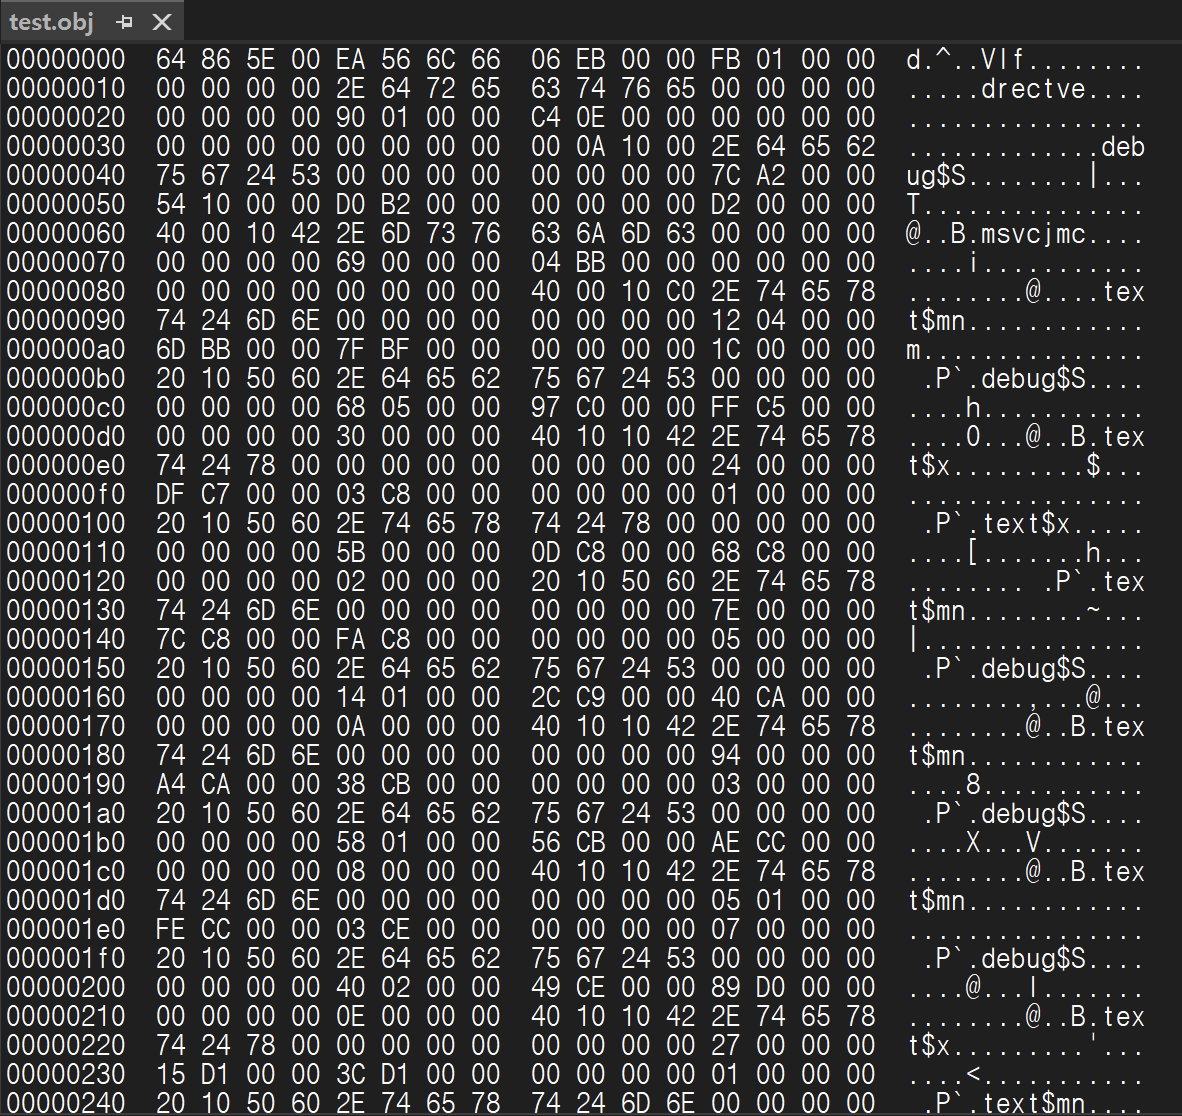 test.obj
00000000 64 86 5E 00 EA 56 6C 66 06 EB 00 00 FB 01 00 00 d.^..Vlf........
00000010 00 00 00 00 2E 64 72 65 63 74 76 65 00 00 00 00 .....drectve....
00000020 00 00 00 00 90 01 00 00 C4 0E 00 00 00 00 00 00 ................
00000030 00 00 00 00 00 00 00 00 00 0A 10 00 2E 64 65 62 .............deb
00000040 75 67 24 53 00 00 00 00 00 00 00 00 7C A2 00 00 ug$S........|...
00000050 54 10 00 00 D0 B2 00 00 00 00 00 00 D2 00 00 00 T...............
00000060 40 00 10 42 2E 6D 73 76 63 6A 6D 63 00 00 00 00 @..B.msvcjmc....
00000070 00 00 00 00 69 00 00 00 04 BB 00 00 00 00 00 00 ....i...........
00000080 00 00 00 00 00 00 00 00 40 00 10 C0 2E 74 65 78 ........@....tex
00000090 74 24 6D 6E 00 00 00 00 00 00 00 00 12 04 00 00 t$mn............
000000a0 6D BB 00 00 7F BF 00 00 00 00 00 00 1C 00 00 00 m...............
000000b0 20 10 50 60 2E 64 65 62 75 67 24 53 00 00 00 00  .P`.debug$S....
000000c0 00 00 00 00 68 05 00 00 97 C0 00 00 FF C5 00 00 ....h...........
000000d0 00 00 00 00 30 00 00 00 40 10 10 42 2E 74 65 78 ....0...@..B.tex
000000e0 74 24 78 00 00 00 00 00 00 00 00 00 24 00 00 00 t$x.........$...
000000f0 DF C7 00 00 03 C8 00 00 00 00 00 00 01 00 00 00 ................
00000100 20 10 50 60 2E 74 65 78 74 24 78 00 00 00 00 00  .P`.text$x.....
00000110 00 00 00 00 5B 00 00 00 0D C8 00 00 68 C8 00 00 ....[.......h...
00000120 00 00 00 00 02 00 00 00 20 10 50 60 2E 74 65 78 ........ .P`.tex
00000130 74 24 6D 6E 00 00 00 00 00 00 00 00 7E 00 00 00 t$mn........~...
00000140 7C C8 00 00 FA C8 00 00 00 00 00 00 05 00 00 00 |...............
00000150 20 10 50 60 2E 64 65 62 75 67 24 53 00 00 00 00  .P`.debug$S....
00000160 00 00 00 00 14 01 00 00 2C C9 00 00 40 CA 00 00 ........,...@...
00000170 00 00 00 00 0A 00 00 00 40 10 10 42 2E 74 65 78 ........@..B.tex
00000180 74 24 6D 6E 00 00 00 00 00 00 00 00 94 00 00 00 t$mn............
00000190 A4 CA 00 00 38 CB 00 00 00 00 00 00 03 00 00 00 ....8...........
000001a0 20 10 50 60 2E 64 65 62 75 67 24 53 00 00 00 00  .P`.debug$S....
000001b0 00 00 00 00 58 01 00 00 56 CB 00 00 AE CC 00 00 ....X...V.......
000001c0 00 00 00 00 08 00 00 00 40 10 10 42 2E 74 65 78 ........@..B.tex
000001d0 74 24 6D 6E 00 00 00 00 00 00 00 00 05 01 00 00 t$mn............
000001e0 FE CC 00 00 03 CE 00 00 00 00 00 00 07 00 00 00 ................
000001f0 20 10 50 60 2E 64 65 62 75 67 24 53 00 00 00 00  .P`.debug$S....
00000200 00 00 00 00 40 02 00 00 49 CE 00 00 89 D0 00 00 ....@...I.......
00000210 00 00 00 00 0E 00 00 00 40 10 10 42 2E 74 65 78 ........@..B.tex
00000220 74 24 78 00 00 00 00 00 00 00 00 00 27 00 00 00 t$x.........'...
00000230 15 D1 00 00 3C D1 00 00 00 00 00 00 01 00 00 00 ....<...........
00000240 20 10 50 60 2E 74 65 78 74 24 6D 6E 00 00 00 00  .P`.text$mn....